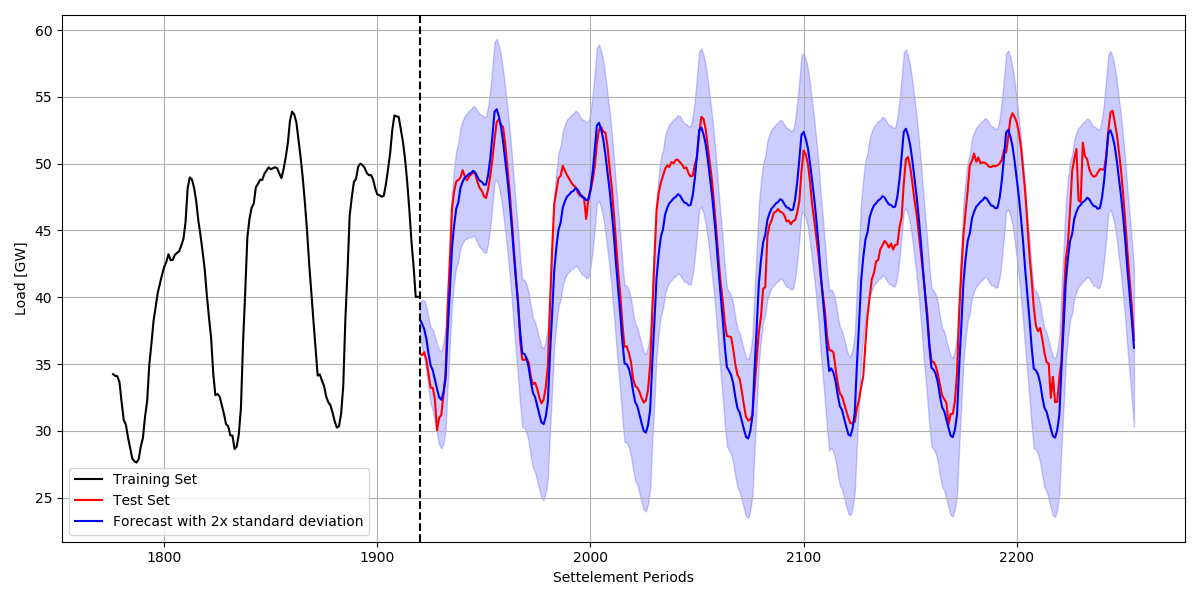 60
55
50
45
40
35
30
25
Load [GW]
Training Set
Test Set
Forecast with 2x standard deviation
1800
1900
2000
2100
2200
Settelement Periods